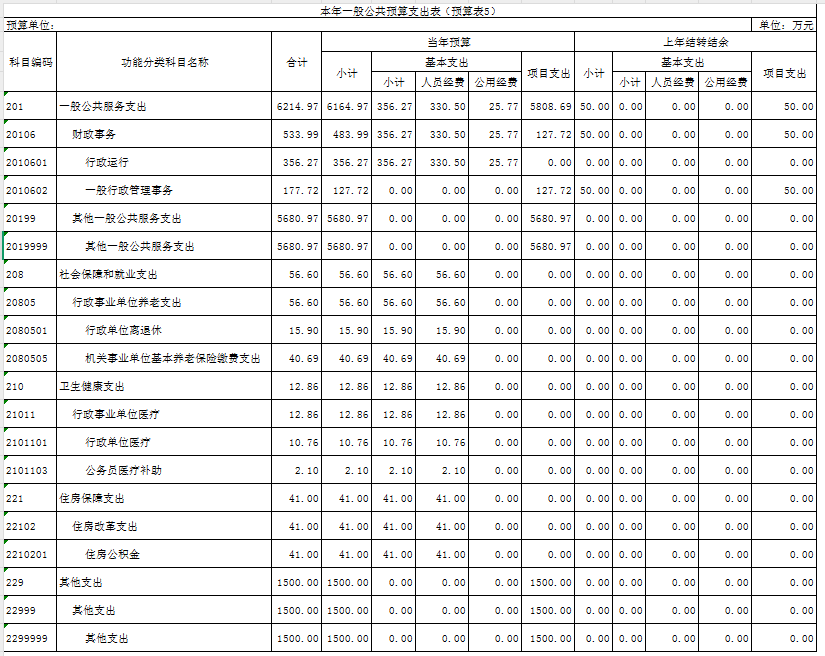 本年一般公共预算支出表（预算表5）
预算单位： 单位：万元
科目编码 功能分类科目名称 合计 当年预算 上年结转结余
小计 基本支出 项目支出 小计 基本支出 项目支出
小计 人员经费 公用经费 小计 人员经费 公用经费
201 一般公共服务支出 6214.97 6164.97 356.27 330.50 25.77 5808.69 50.00 0.00 0.00 0.00 50.00
20106 财政事务 533.99 483.99 356.27 330.50 25.77 127.72 50.00 0.00 0.00 0.00 50.00
2010601 行政运行 356.27 356.27 356.27 330.50 25.77 0.00 0.00 0.00 0.00 0.00 0.00
2010602 一般行政管理事务 177.72 127.72 0.00 0.00 0.00 127.72 50.00 0.00 0.00 0.00 50.00
20199 其他一般公共服务支出 5680.97 5680.97 0.00 0.00 0.00 5680.97 0.00 0.00 0.00 0.00 0.00
2019999 其他一般公共服务支出 5680.97 5680.97 0.00 0.00 0.00 5680.97 0.00 0.00 0.00 0.00 0.00
208 社会保障和就业支出 56.60 56.60 56.60 56.60 0.00 0.00 0.00 0.00 0.00 0.00 0.00
20805 行政事业单位养老支出 56.60 56.60 56.60 56.60 0.00 0.00 0.00 0.00 0.00 0.00 0.00
2080501 行政单位离退休 15.90 15.90 15.90 15.90 0.00 0.00 0.00 0.00 0.00 0.00 0.00
2080505 机关事业单位基本养老保险缴费支出 40.69 40.69 40.69 40.69 0.00 0.00 0.00 0.00 0.00 0.00 0.00
210 卫生健康支出 12.86 12.86 12.86 12.86 0.00 0.00 0.00 0.00 0.00 0.00 0.00
21011 行政事业单位医疗 12.86 12.86 12.86 12.86 0.00 0.00 0.00 0.00 0.00 0.00 0.00
2101101 行政单位医疗 10.76 10.76 10.76 10.76 0.00 0.00 0.00 0.00 0.00 0.00 0.00
2101103 公务员医疗补助 2.10 2.10 2.10 2.10 0.00 0.00 0.00 0.00 0.00 0.00 0.00
221 住房保障支出 41.00 41.00 41.00 41.00 0.00 0.00 0.00 0.00 0.00 0.00 0.00
22102 住房改革支出 41.00 41.00 41.00 41.00 0.00 0.00 0.00 0.00 0.00 0.00 0.00
2210201 住房公积金 41.00 41.00 41.00 41.00 0.00 0.00 0.00 0.00 0.00 0.00 0.00
229 其他支出 1500.00 1500.00 0.00 0.00 0.00 1500.00 0.00 0.00 0.00 0.00 0.00
22999 其他支出 1500.00 1500.00 0.00 0.00 0.00 1500.00 0.00 0.00 0.00 0.00 0.00
2299999 其他支出 1500.00 1500.00 0.00 0.00 0.00 1500.00 0.00 0.00 0.00 0.00 0.00